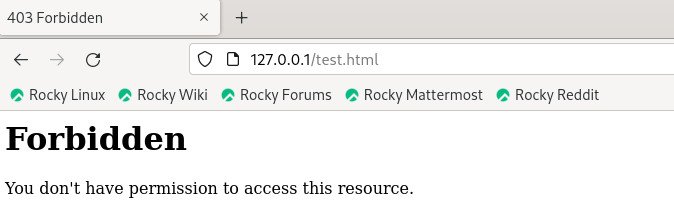 403 Forbidden
127.0.0.1/test.html
Rocky Linux Rocky Wiki Rocky Forums Rocky Mattermost Rocky Reddit
Forbidden
You don't have permission to access this resource.